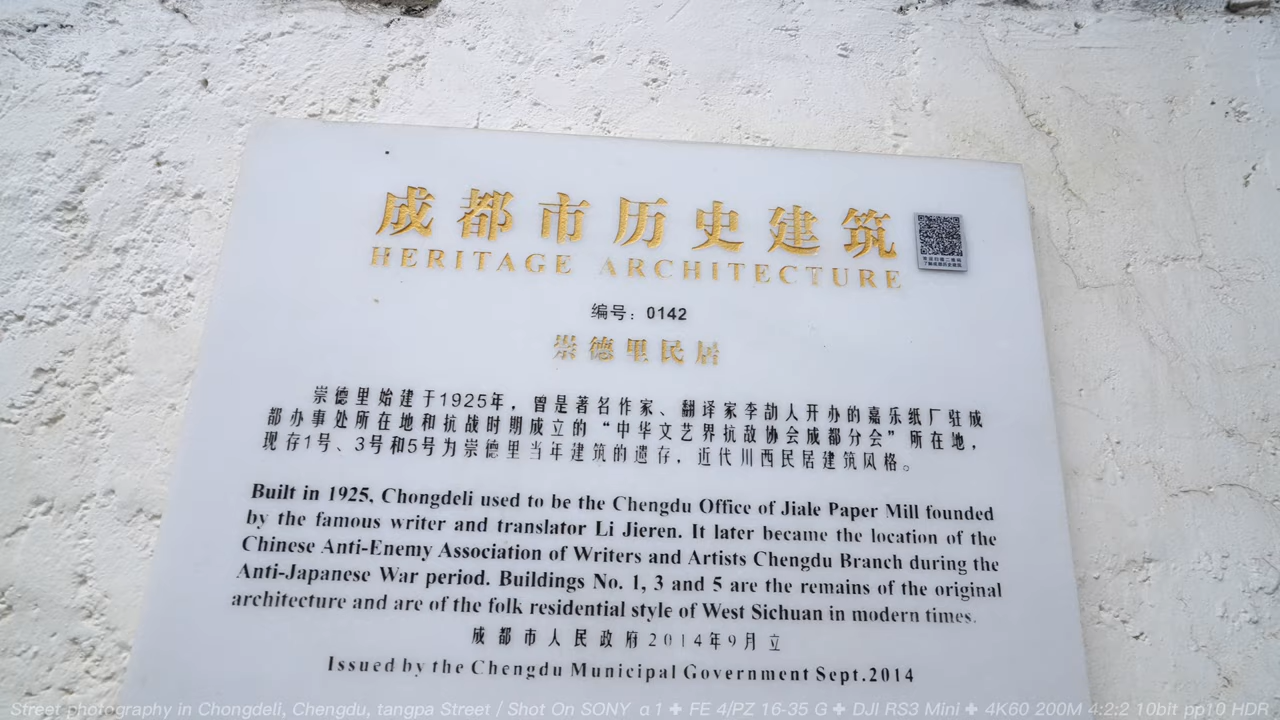 成都市历史建筑
HERITAGE ARCHITECTURE
编号：0142
崇德里民居
崇德里始建于1925年，曾是著名作家、翻译家李劼人开办的嘉乐纸厂驻成
都办事处所在地和抗战时期成立的“中华文艺界抗敌协会成都分会”所在地，
现存1号、3号和5号为崇德里当年建筑的遗存，近代川西民居建筑风格。
Built in 1925, Chongdeli used to be the Chengdu Office of Jiale Paper Mill founded
by the famous writer and translator Li Jieren. It later became the location of the
Chinese Anti-Enemy Association of Writers and Artists Chengdu Branch during the
Anti-Japanese War period. Buildings No. 1, 3 and 5 are the remains of the original
architecture and are of the folk residential style of West Sichuan in modern times.
成都市人民政府2014年9月立
Issued by the Chengdu Municipal Government Sept.2014
Street photography in Chongdeli, Chengdu, tangpa Street / Shot On SONY α1 ✚ FE 4/PZ 16-35 G ✚ DJI RS3 Mini ✚ 4K60 200M 4:2:2 10bIt pp10 HDR